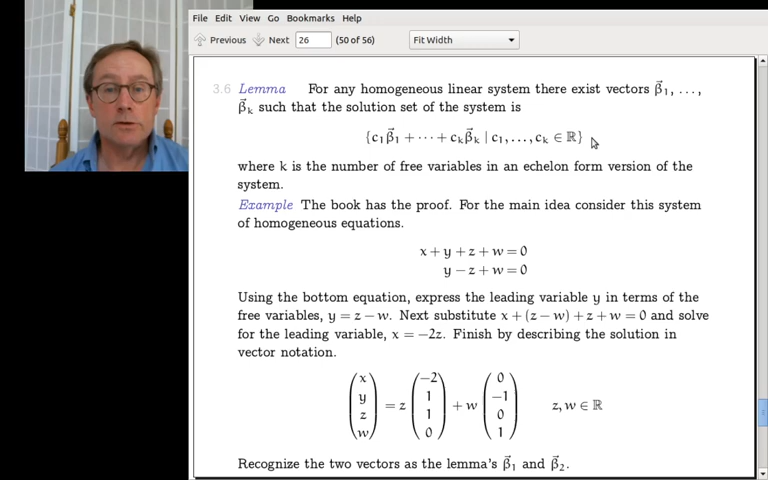 File Edit View Go Bookmarks Help
Previous Next 26 (50 of 56) Fit Width
3.6 Lemma For any homogeneous linear system there exist vectors β⃗₁, …,
β⃗ₖ such that the solution set of the system is
{c₁β⃗₁ + ··· + cₖβ⃗ₖ | c₁, …, cₖ ∈ ℝ}
where k is the number of free variables in an echelon form version of the
system.
Example The book has the proof. For the main idea consider this system
of homogeneous equations.
x + y + z + w = 0
y − z + w = 0
Using the bottom equation, express the leading variable y in terms of the
free variables, y = z − w. Next substitute x + (z − w) + z + w = 0 and solve
for the leading variable, x = −2z. Finish by describing the solution in
vector notation.
(x y z w) = z (−2 1 1 0) + w (0 −1 0 1) z, w ∈ ℝ
Recognize the two vectors as the lemma's β⃗₁ and β⃗₂.